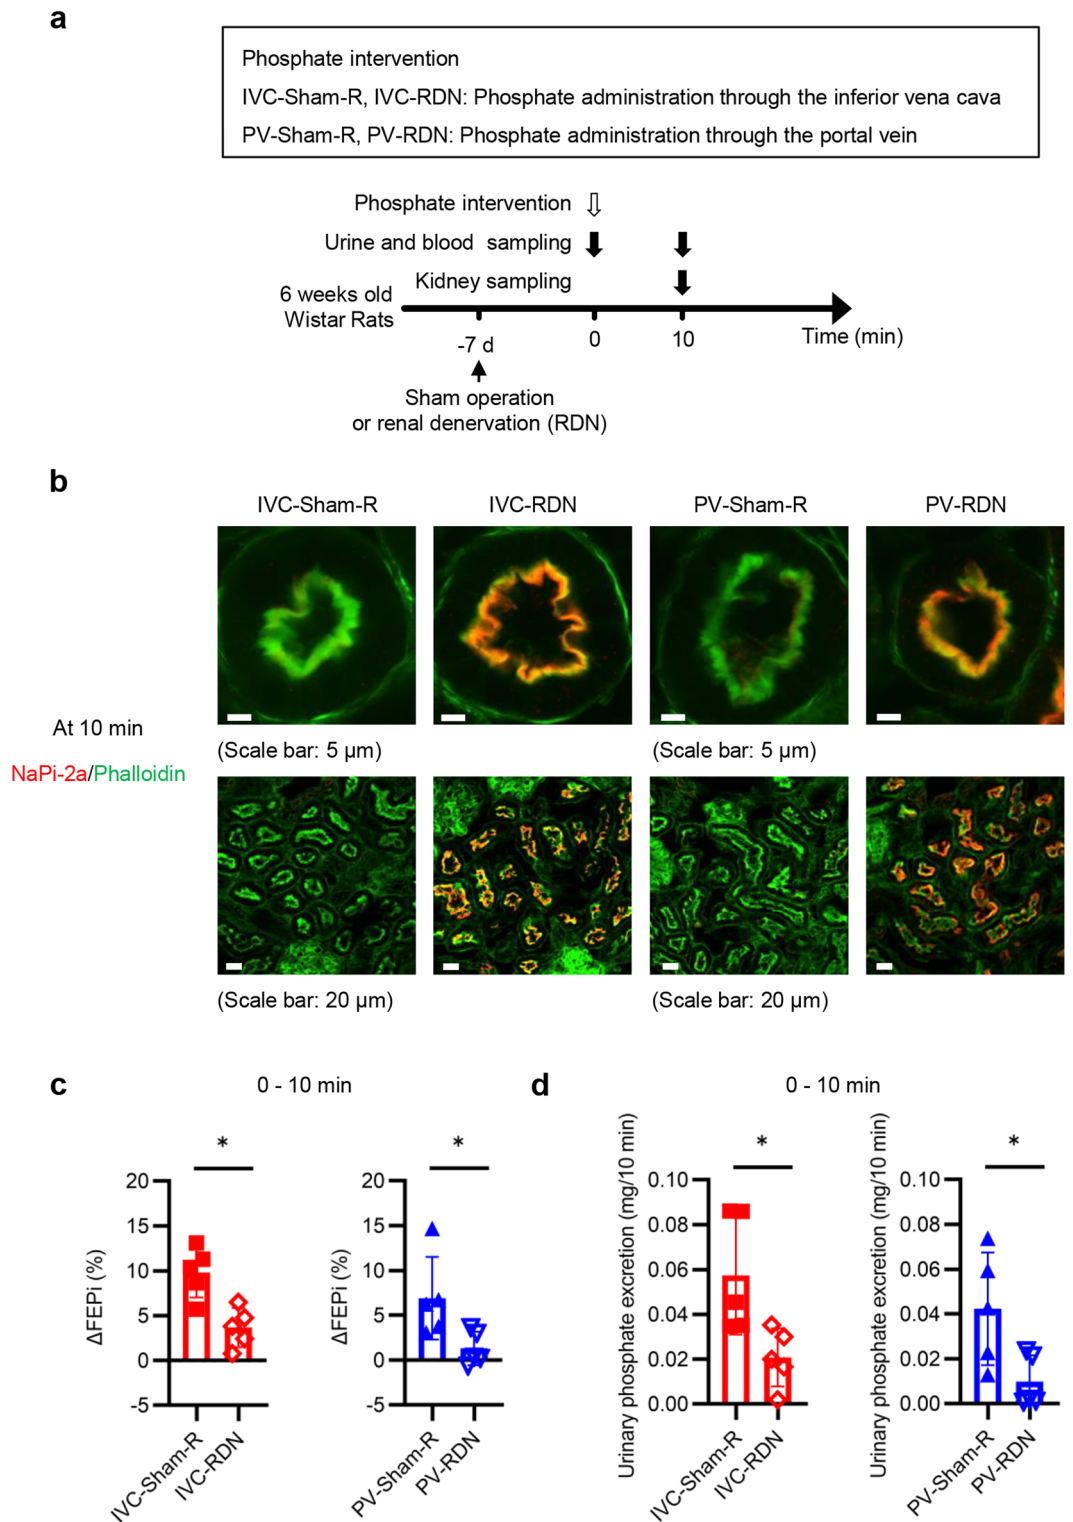 a
Phosphate intervention
IVC-Sham-R, IVC-RDN: Phosphate administration through the inferior vena cava
PV-Sham-R, PV-RDN: Phosphate administration through the portal vein
Phosphate intervention
Urine and blood sampling
Kidney sampling
6 weeks old
Wistar Rats
-7 d
0
10
Time (min)
Sham operation
or renal denervation (RDN)
b
IVC-Sham-R
IVC-RDN
PV-Sham-R
PV-RDN
At 10 min
NaPi-2a/Phalloidin
(Scale bar: 5 µm)
(Scale bar: 5 µm)
(Scale bar: 20 µm)
(Scale bar: 20 µm)
c
0 - 10 min
*
ΔFEPi (%)
20
15
10
5
0
-5
IVC-Sham-R
IVC-RDN
*
ΔFEPi (%)
20
15
10
5
0
-5
PV-Sham-R
PV-RDN
d
0 - 10 min
*
Urinary phosphate excretion (mg/10 min)
0.10
0.08
0.06
0.04
0.02
0.00
IVC-Sham-R
IVC-RDN
*
Urinary phosphate excretion (mg/10 min)
0.10
0.08
0.06
0.04
0.02
0.00
PV-Sham-R
PV-RDN